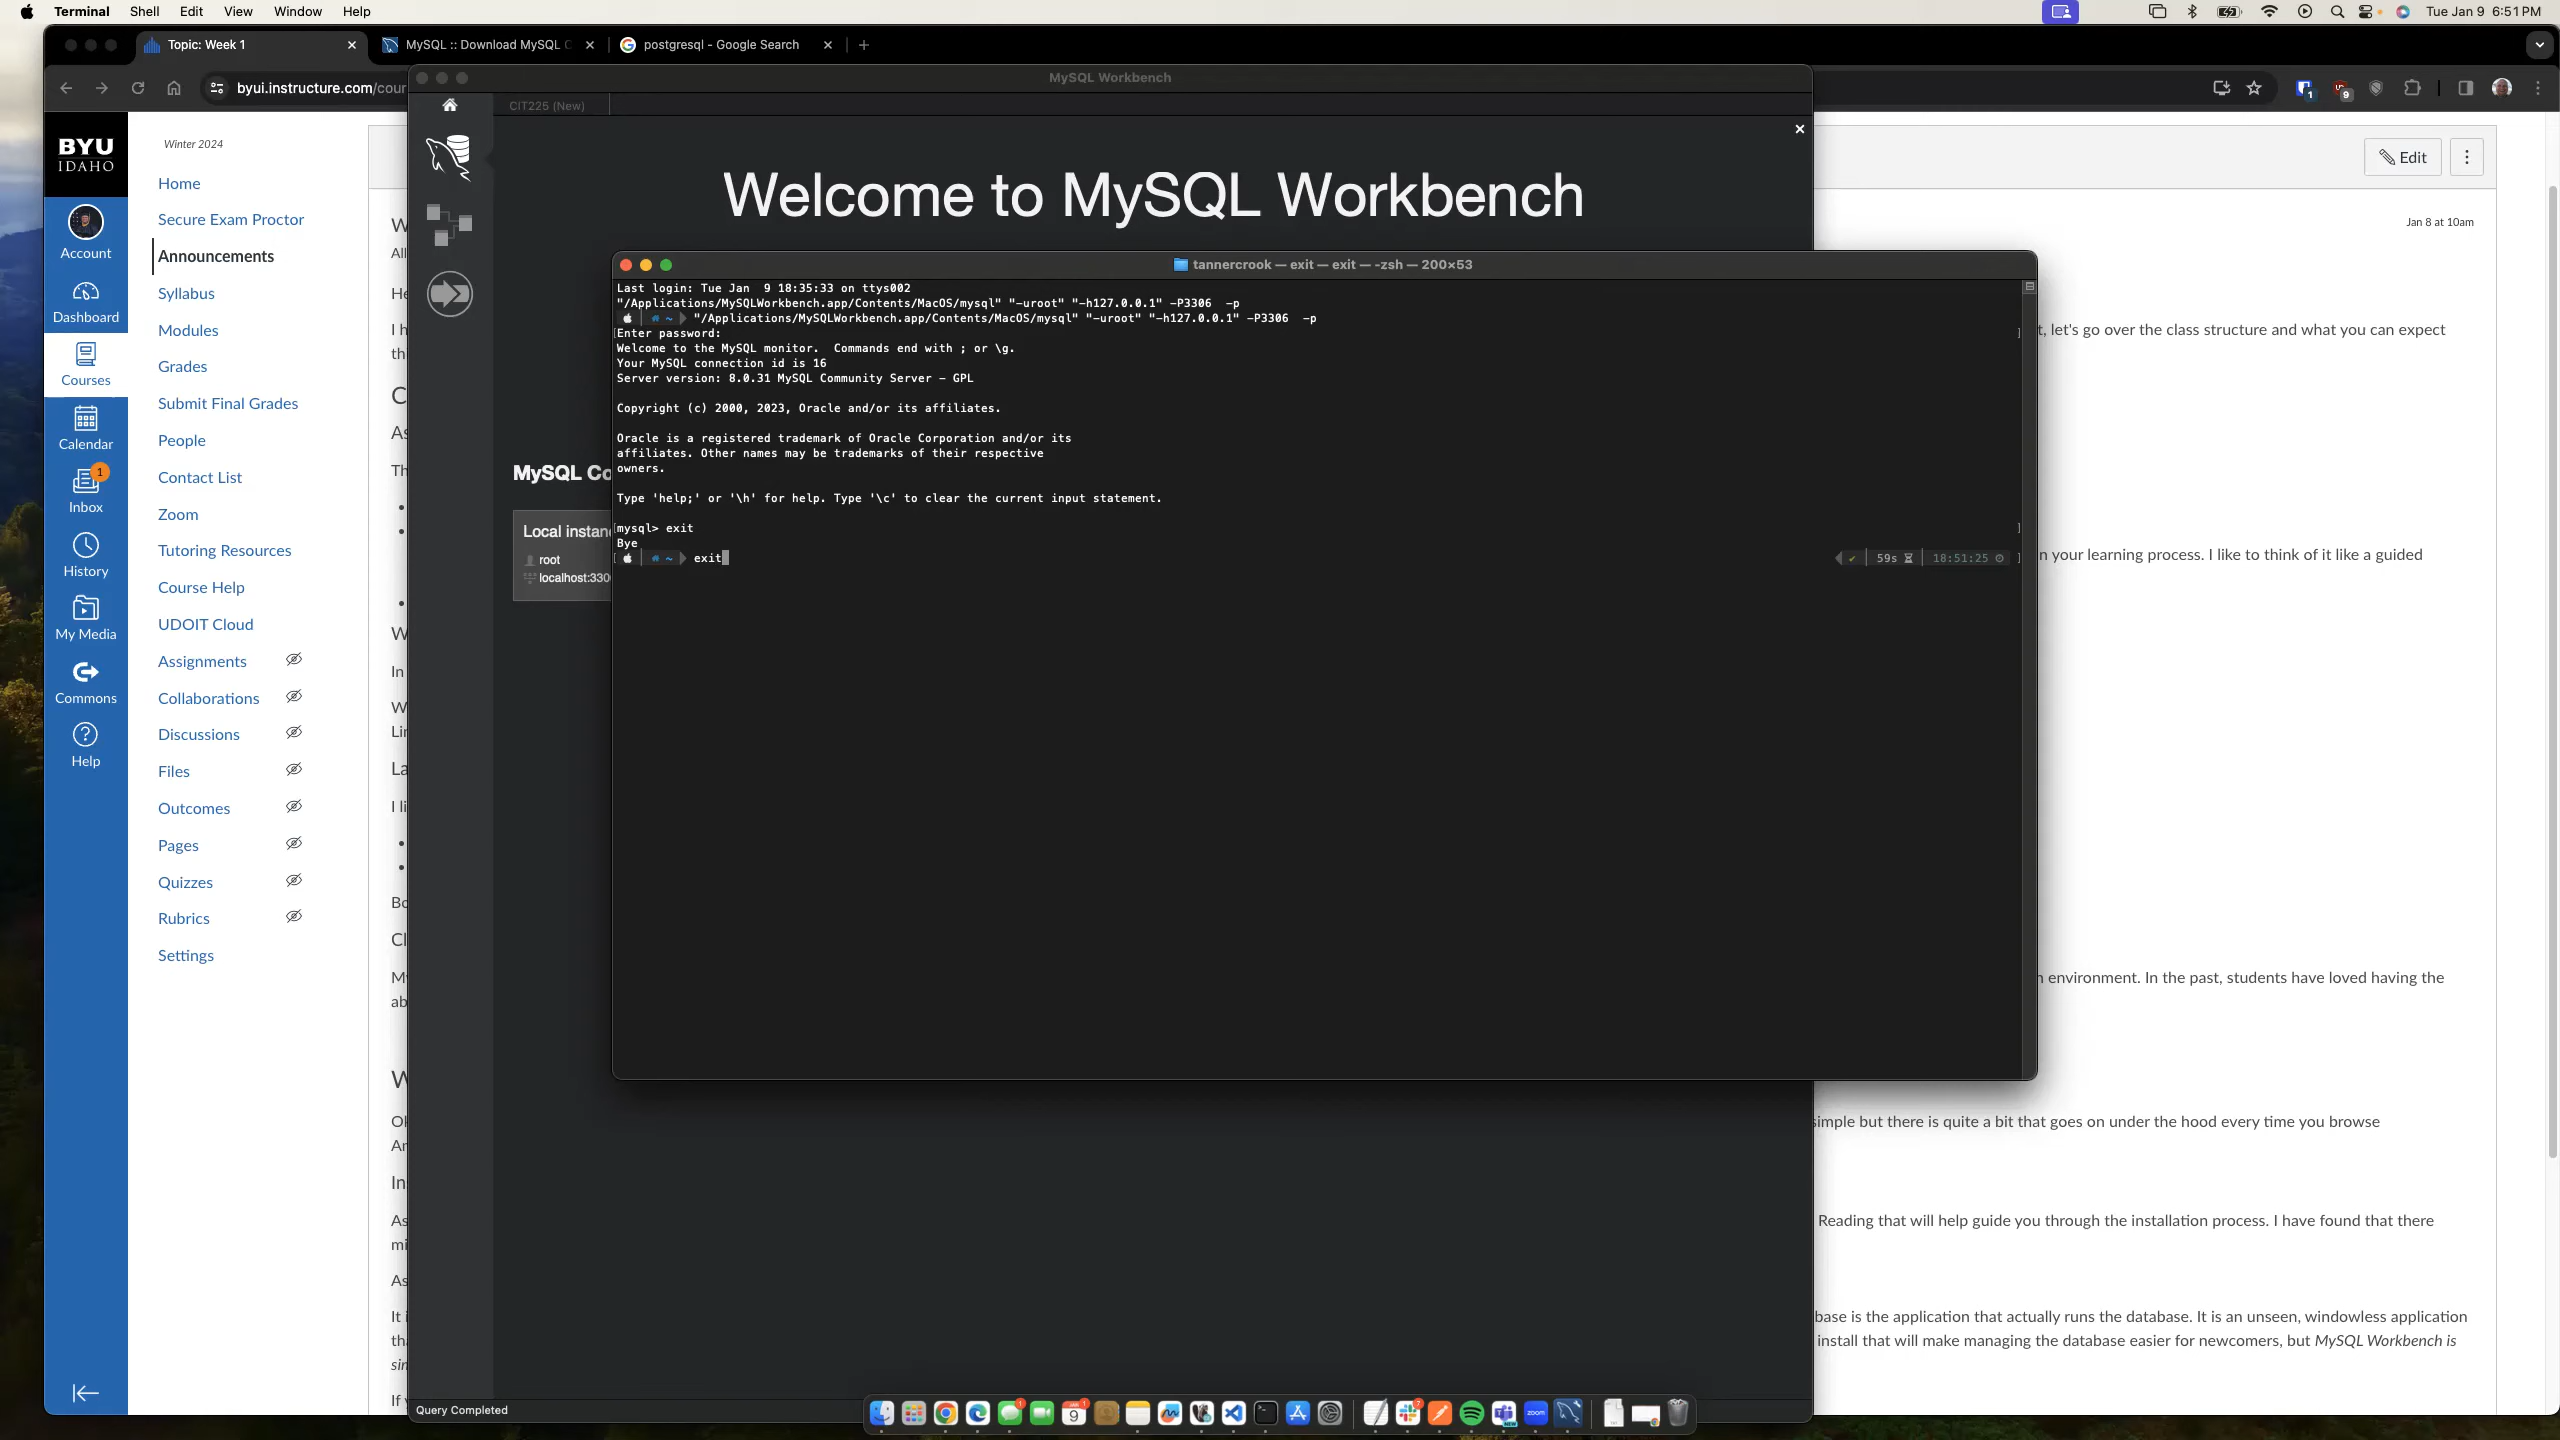 Terminal Shell Edit View Window Help
Tue Jan 9 6:51 PM
Topic: Week 1
MySQL :: Download MySQL C
postgresql - Google Search
byui.instructure.com/cour
1
9
MySQL Workbench
CIT225 (New)
BYU
IDAHO
Account
Dashboard
Courses
Calendar
1
Inbox
History
My Media
Commons
Help
Winter 2024
Home
Secure Exam Proctor
Announcements
Syllabus
Modules
Grades
Submit Final Grades
People
Contact List
Zoom
Tutoring Resources
Course Help
UDOIT Cloud
Assignments
Collaborations
Discussions
Files
Outcomes
Pages
Quizzes
Rubrics
Settings
Welcome to MySQL Workbench
MySQL Co
Local instan
root
localhost:330
Query Completed
tannercrook — exit — exit — -zsh — 200×53
Last login: Tue Jan  9 18:35:33 on ttys002
"/Applications/MySQLWorkbench.app/Contents/MacOS/mysql" "-uroot" "-h127.0.0.1" -P3306  -p
~ "/Applications/MySQLWorkbench.app/Contents/MacOS/mysql" "-uroot" "-h127.0.0.1" -P3306  -p
Enter password:
Welcome to the MySQL monitor.  Commands end with ; or \g.
Your MySQL connection id is 16
Server version: 8.0.31 MySQL Community Server - GPL
Copyright (c) 2000, 2023, Oracle and/or its affiliates.
Oracle is a registered trademark of Oracle Corporation and/or its
affiliates. Other names may be trademarks of their respective
owners.
Type 'help;' or '\h' for help. Type '\c' to clear the current input statement.
mysql> exit
Bye
~ exit
59s 18:51:25
Edit
Jan 8 at 10am
t, let's go over the class structure and what you can expect
n your learning process. I like to think of it like a guided
environment. In the past, students have loved having the
simple but there is quite a bit that goes on under the hood every time you browse
Reading that will help guide you through the installation process. I have found that there
base is the application that actually runs the database. It is an unseen, windowless application
install that will make managing the database easier for newcomers, but MySQL Workbench is
JAN
9
zoom